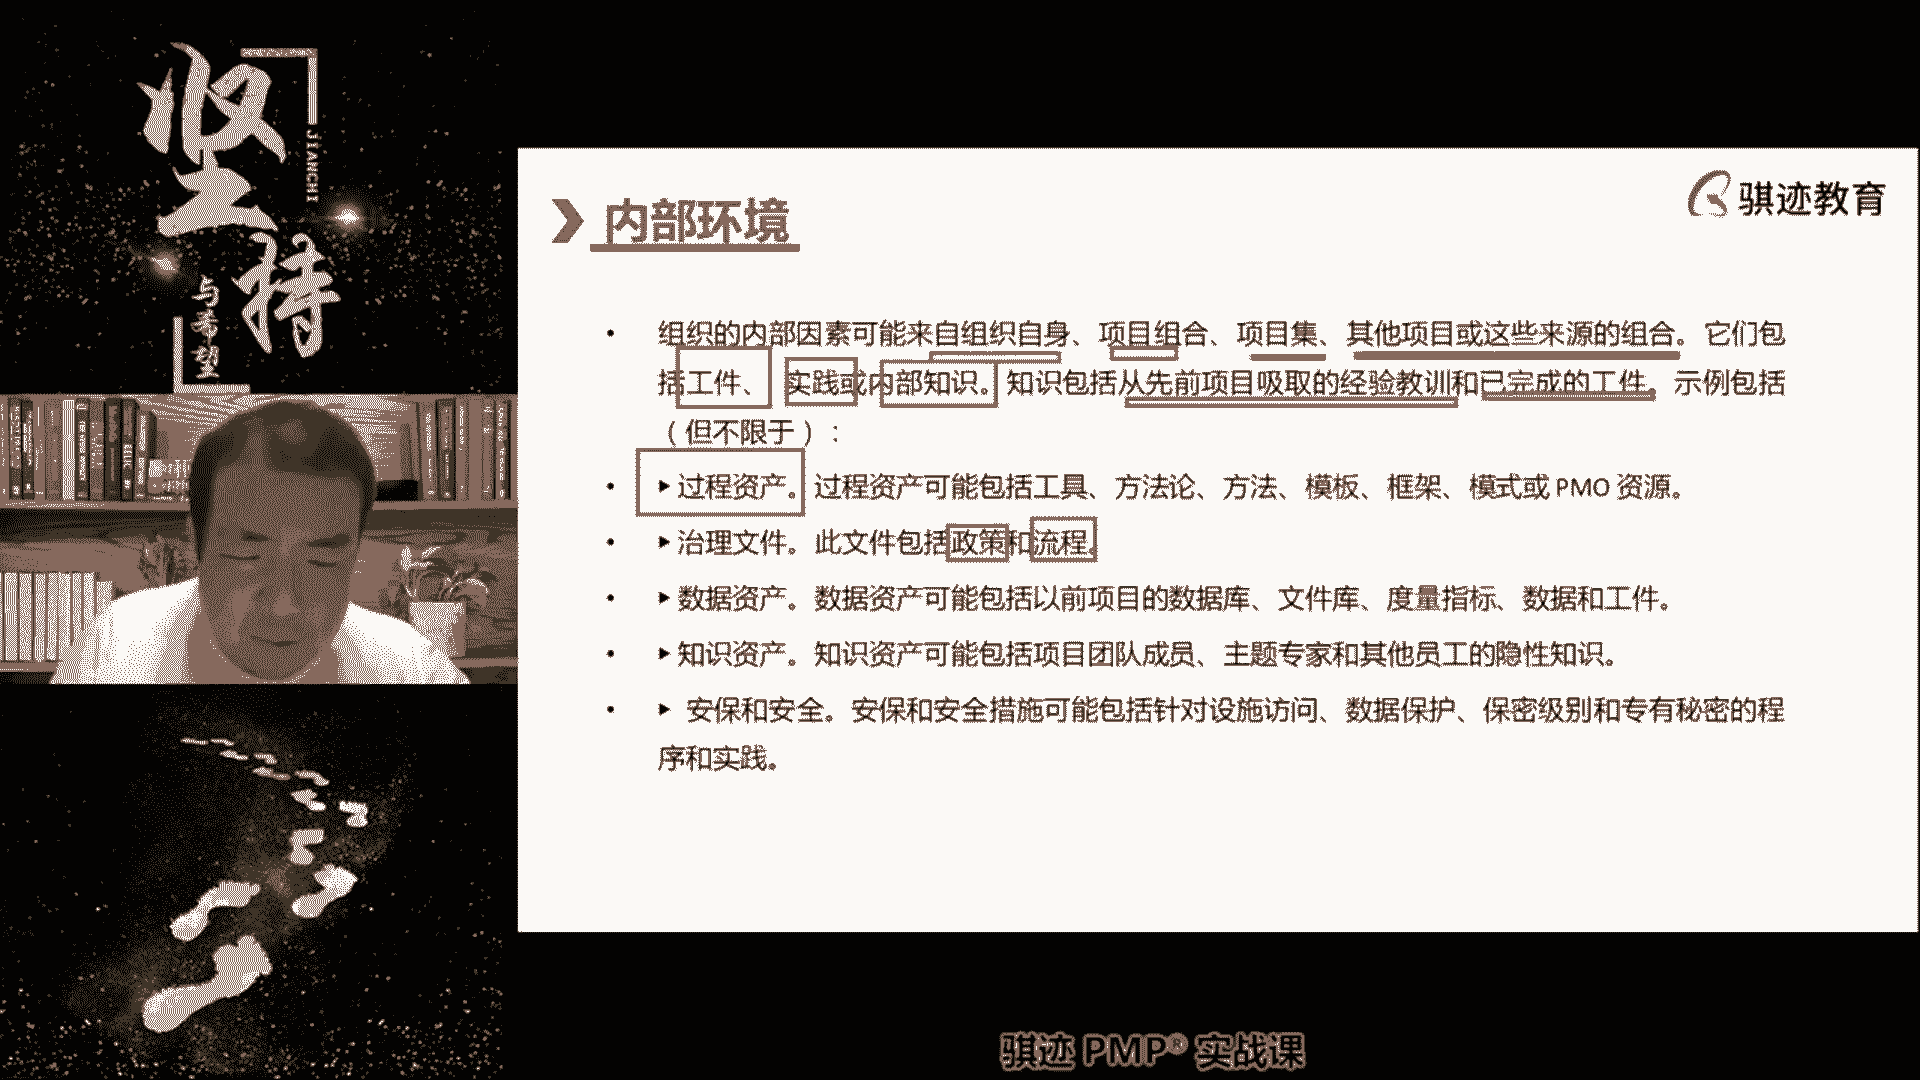 坚持
JIANCHI
与希望
骐迹教育
内部环境
• 组织的内部因素可能来自组织自身、项目组合、项目集、其他项目或这些来源的组合。它们包
括工件、实践或内部知识。知识包括从先前项目吸取的经验教训和已完成的工件。示例包括
（但不限于）：
• ▶过程资产。过程资产可能包括工具、方法论、方法、模板、框架、模式或 PMO 资源。
• ▶治理文件。此文件包括政策和流程。
• ▶数据资产。数据资产可能包括以前项目的数据库、文件库、度量指标、数据和工件。
• ▶知识资产。知识资产可能包括项目团队成员、主题专家和其他员工的隐性知识。
• ▶ 安保和安全。安保和安全措施可能包括针对设施访问、数据保护、保密级别和专有秘密的程
序和实践。
骐迹 PMP® 实战课